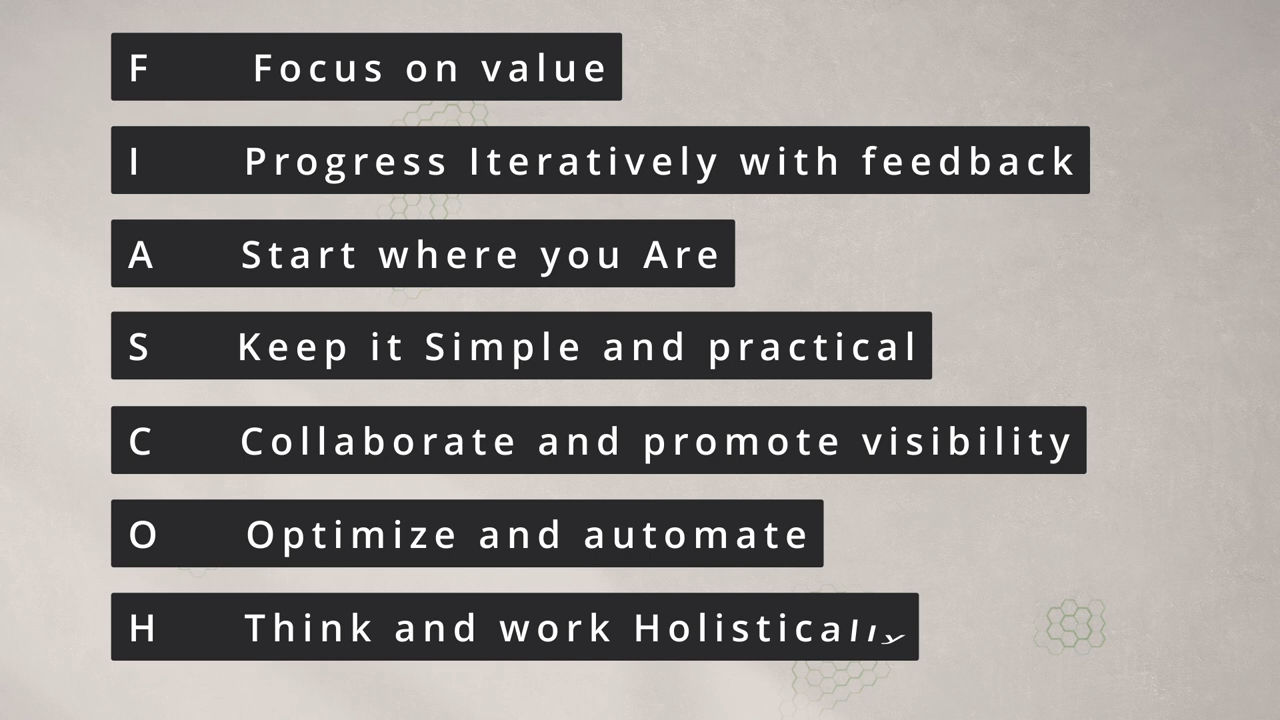 F Focus on value
I Progress Iteratively with feedback
A Start where you Are
S Keep it Simple and practical
C Collaborate and promote visibility
O Optimize and automate
H Think and work Holistically